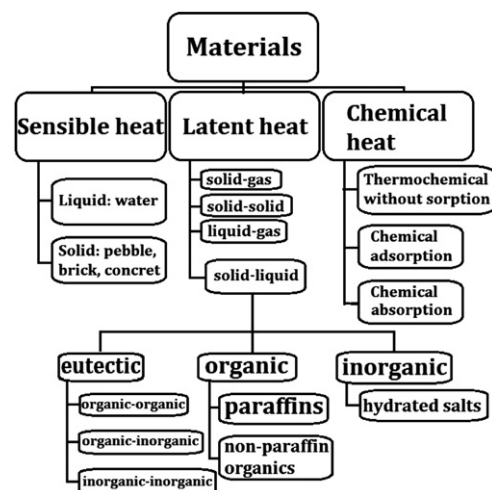 Materials
Sensible heat
Latent heat
Chemical
heat
Liquid: water
Solid: pebble,
brick, concret
solid-gas
solid-solid
liquid-gas
solid-liquid
Thermochemical
without sorption
Chemical
adsorption
Chemical
absorption
eutectic
organic-organic
organic-inorganic
inorganic-inorganic
organic
paraffins
non-paraffin
organics
inorganic
hydrated salts